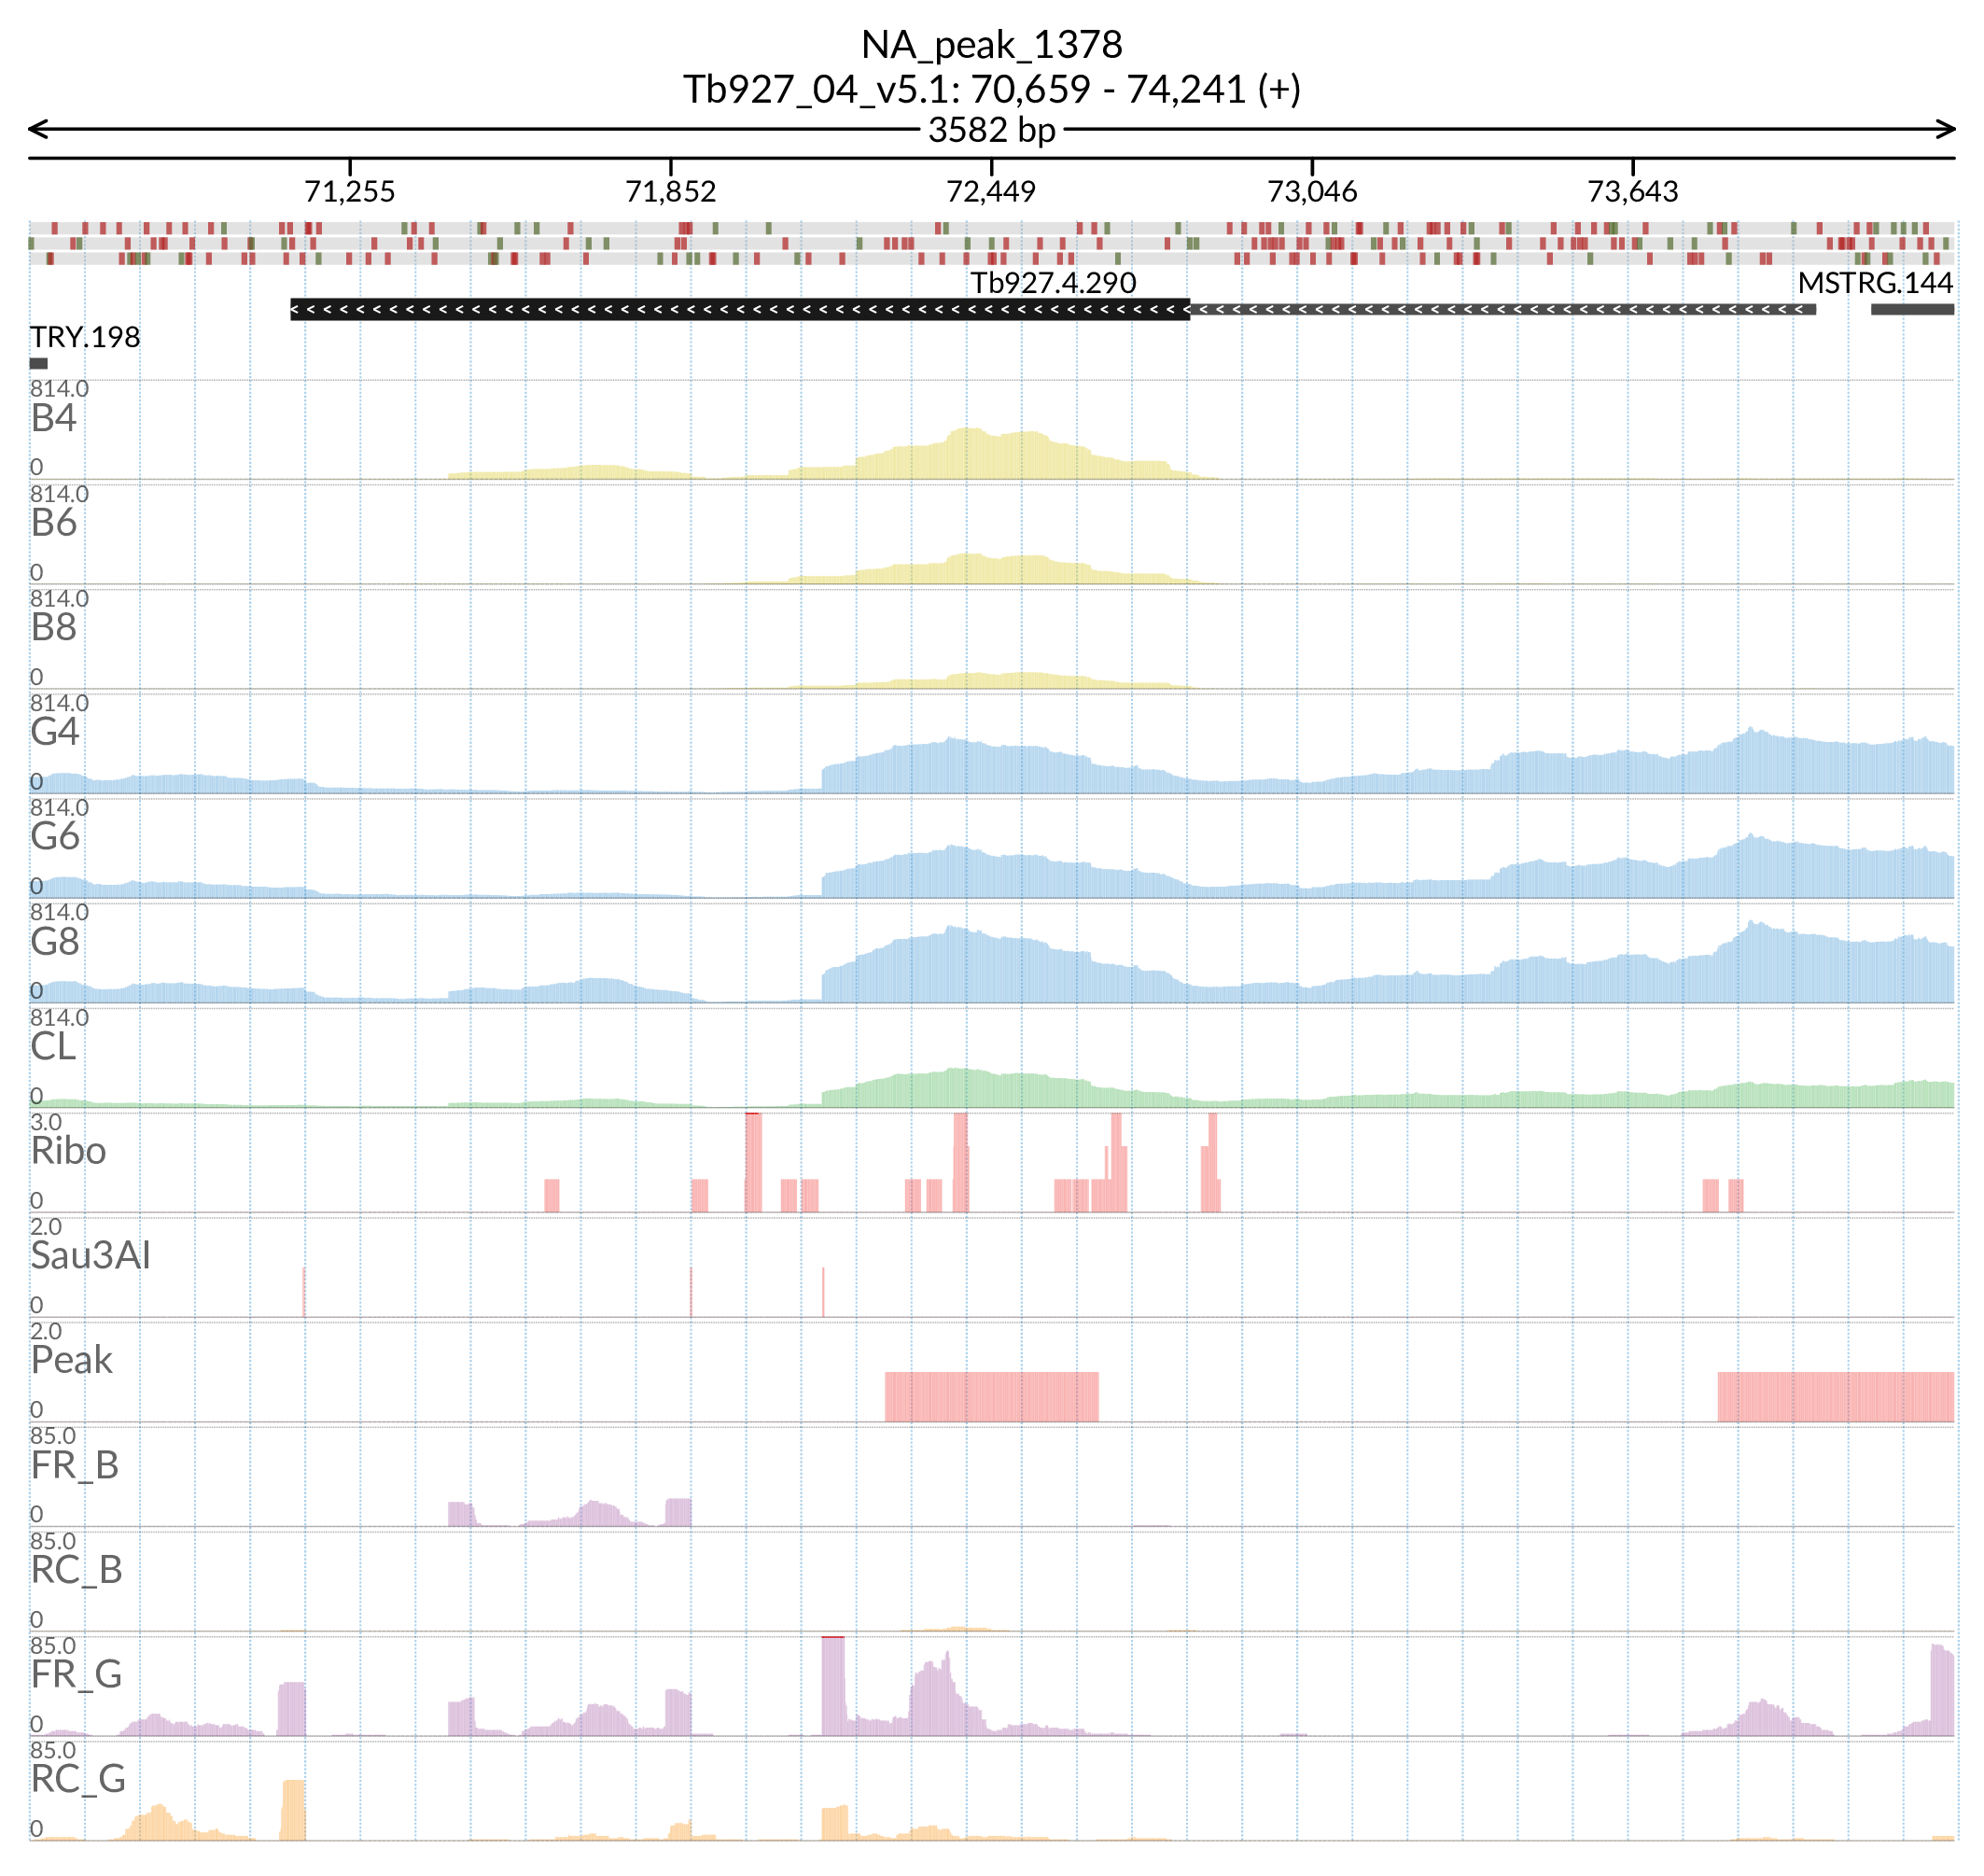 NA_peak_1378
Tb927_04_v5.1: 70,659 - 74,241 (+)
3582 bp
71,255 71,852 72,449 73,046 73,643
Tb927.4.290 MSTRG.144
TRY.198
814.0
B4
0
814.0
B6
0
814.0
B8
0
814.0
G4
0
814.0
G6
0
814.0
G8
0
814.0
CL
0
3.0
Ribo
0
2.0
Sau3AI
0
2.0
Peak
0
85.0
FR_B
0
85.0
RC_B
0
85.0
FR_G
0
85.0
RC_G
0